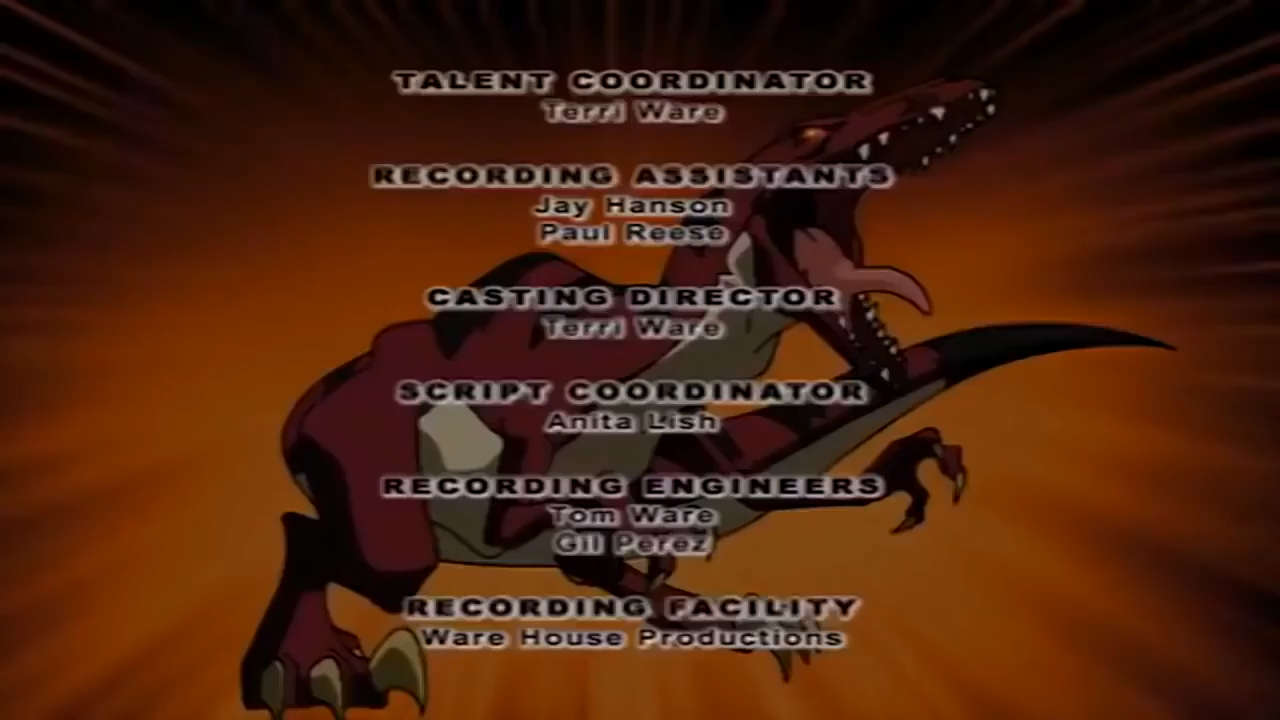 TALENT COORDINATOR
Terri Ware
RECORDING ASSISTANTS
Jay Hanson
Paul Reese
CASTING DIRECTOR
Terri Ware
SCRIPT COORDINATOR
Anita Lish
RECORDING ENGINEERS
Tom Ware
Gil Perez
RECORDING FACILITY
Ware House Productions